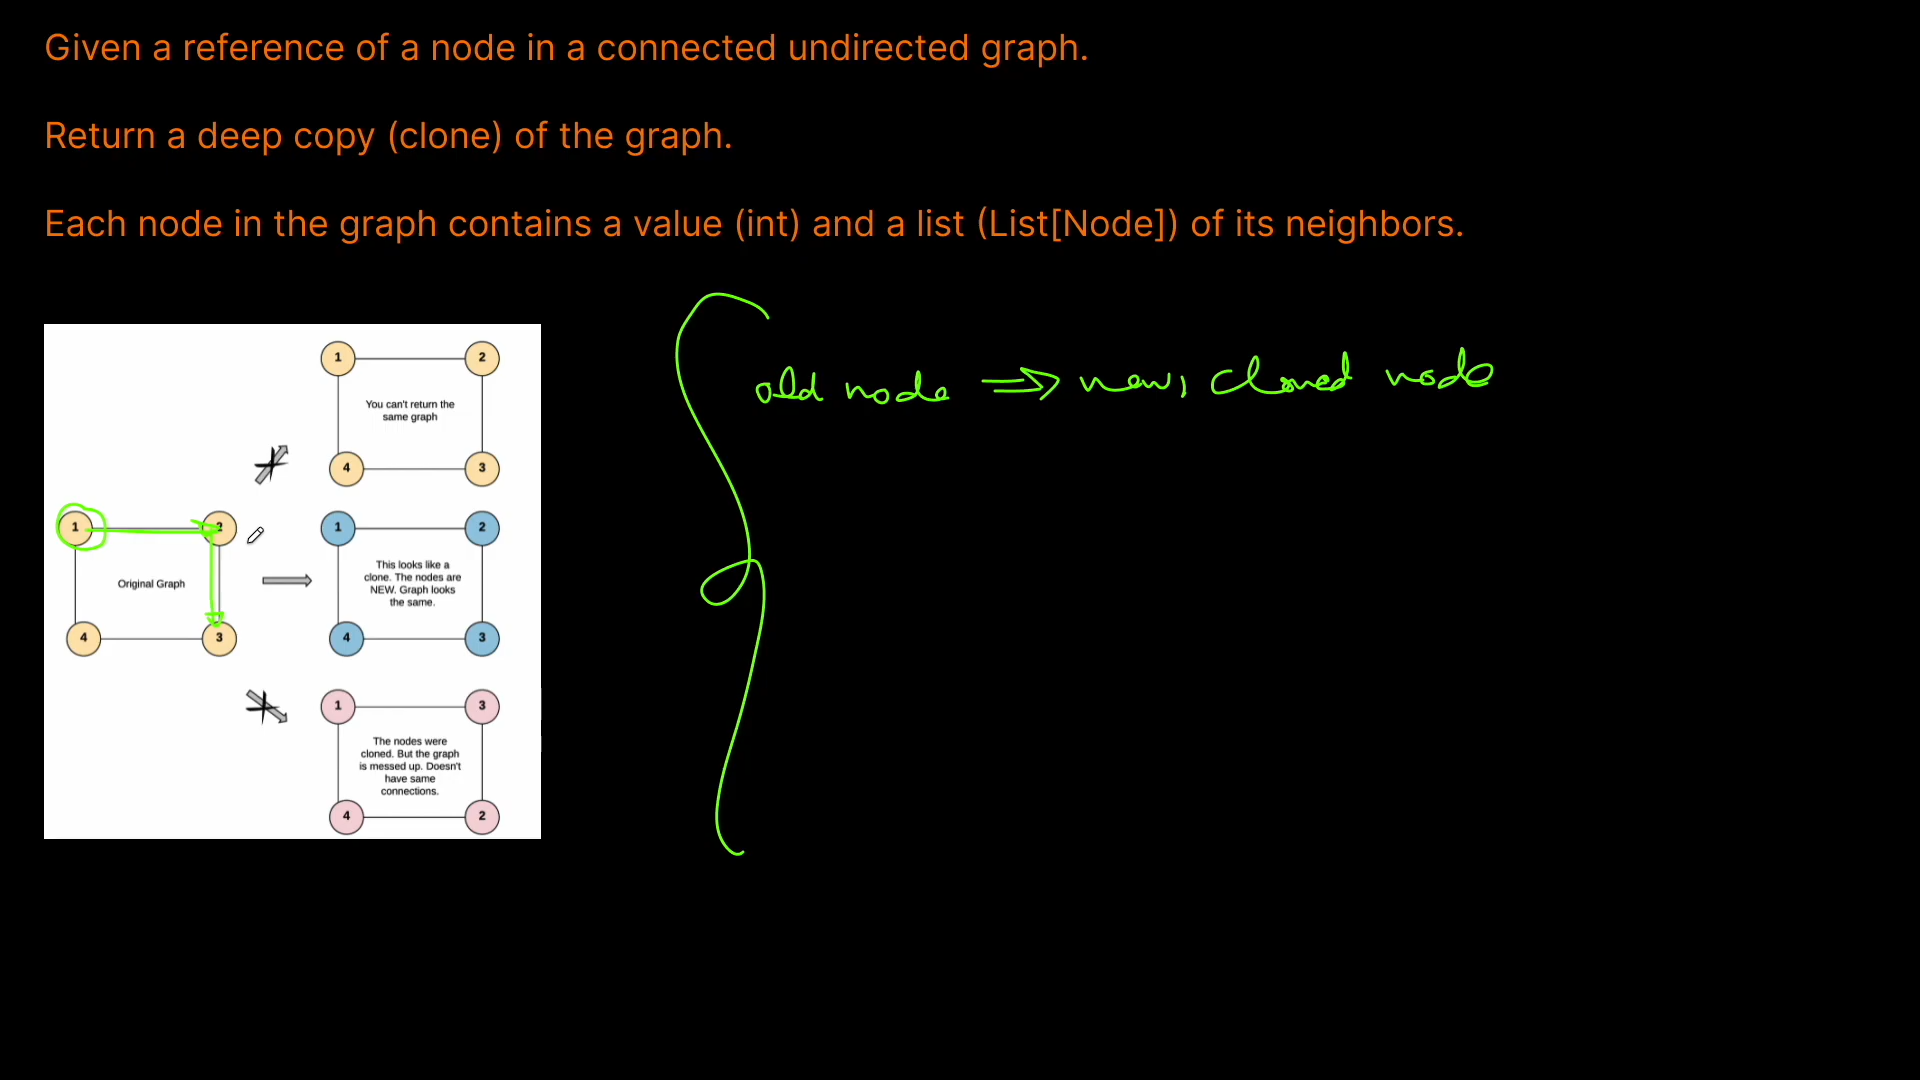 Given a reference of a node in a connected undirected graph.
Return a deep copy (clone) of the graph.
Each node in the graph contains a value (int) and a list (List[Node]) of its neighbors.
old node => new, cloned node
1 2
You can't return the
same graph
4 3
1 2
Original Graph
4 3
1 2
This looks like a
clone. The nodes are
NEW. Graph looks
the same.
4 3
1 3
The nodes were
cloned. But the graph
is messed up. Doesn't
have same
connections.
4 2